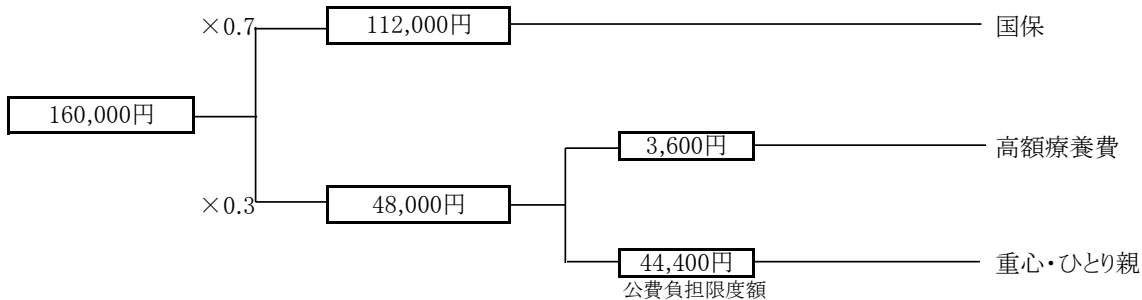 ×0.7
112,000円
国保
160,000円
3,600円
高額療養費
×0.3
48,000円
44,400円
重心・ひとり親
公費負担限度額